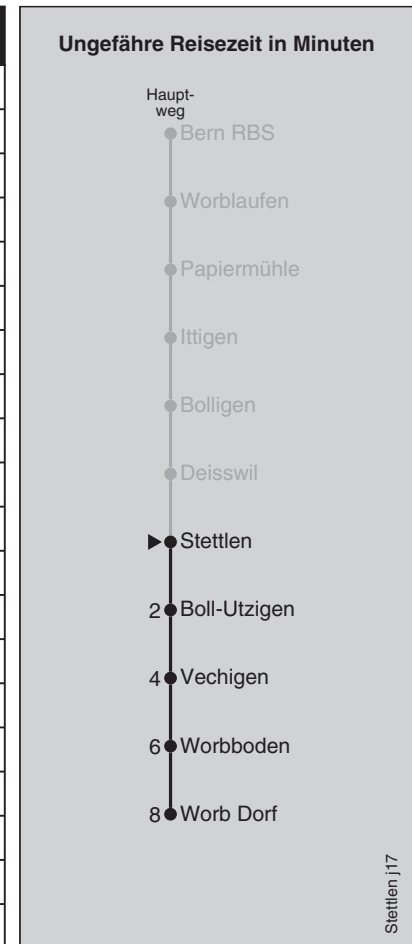 Ungefähre Reisezeit in Minuten
Haupt-
weg
Bern RBS
Worblaufen
Papiermühle
Ittigen
Bolligen
Deisswil
Stettlen
2 Boll-Utzigen
4 Vechigen
6 Worbboden
8 Worb Dorf
Stettlen j17